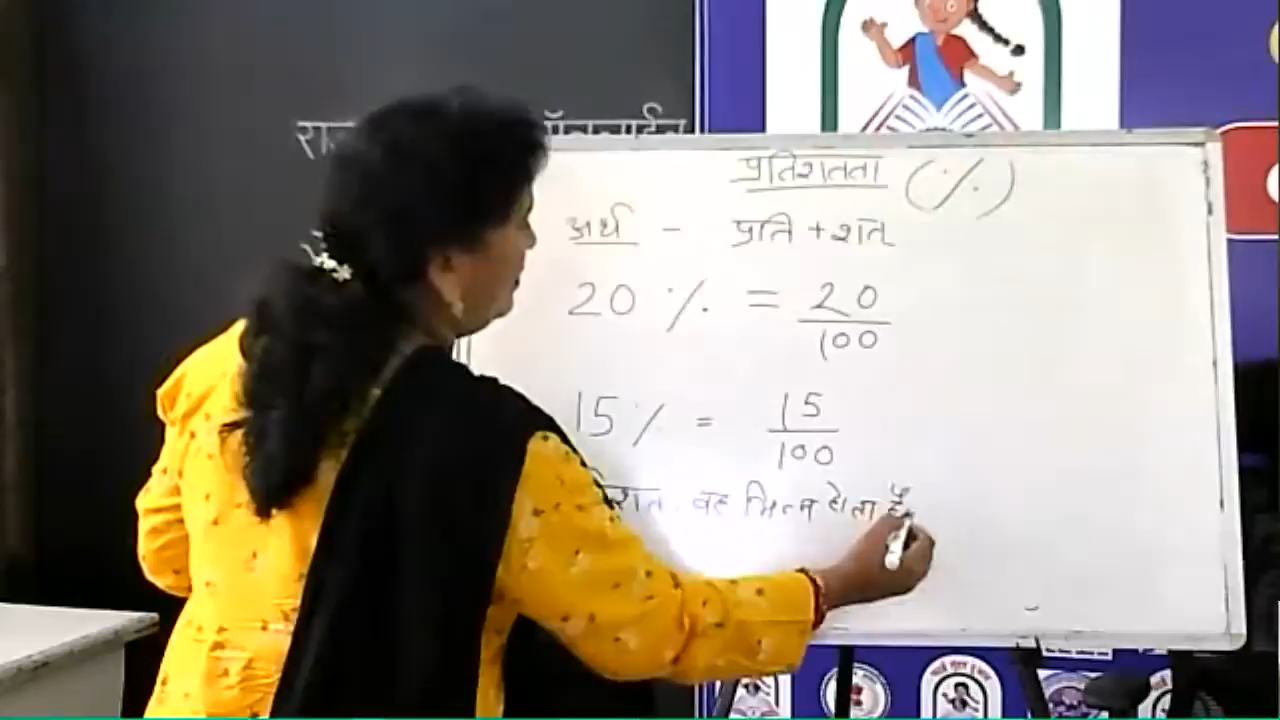 प्रतिशतता (%)
अर्थ - प्रति + शत्
20 % = 20/100
15 % = 15/100
वह भिन्न होता है